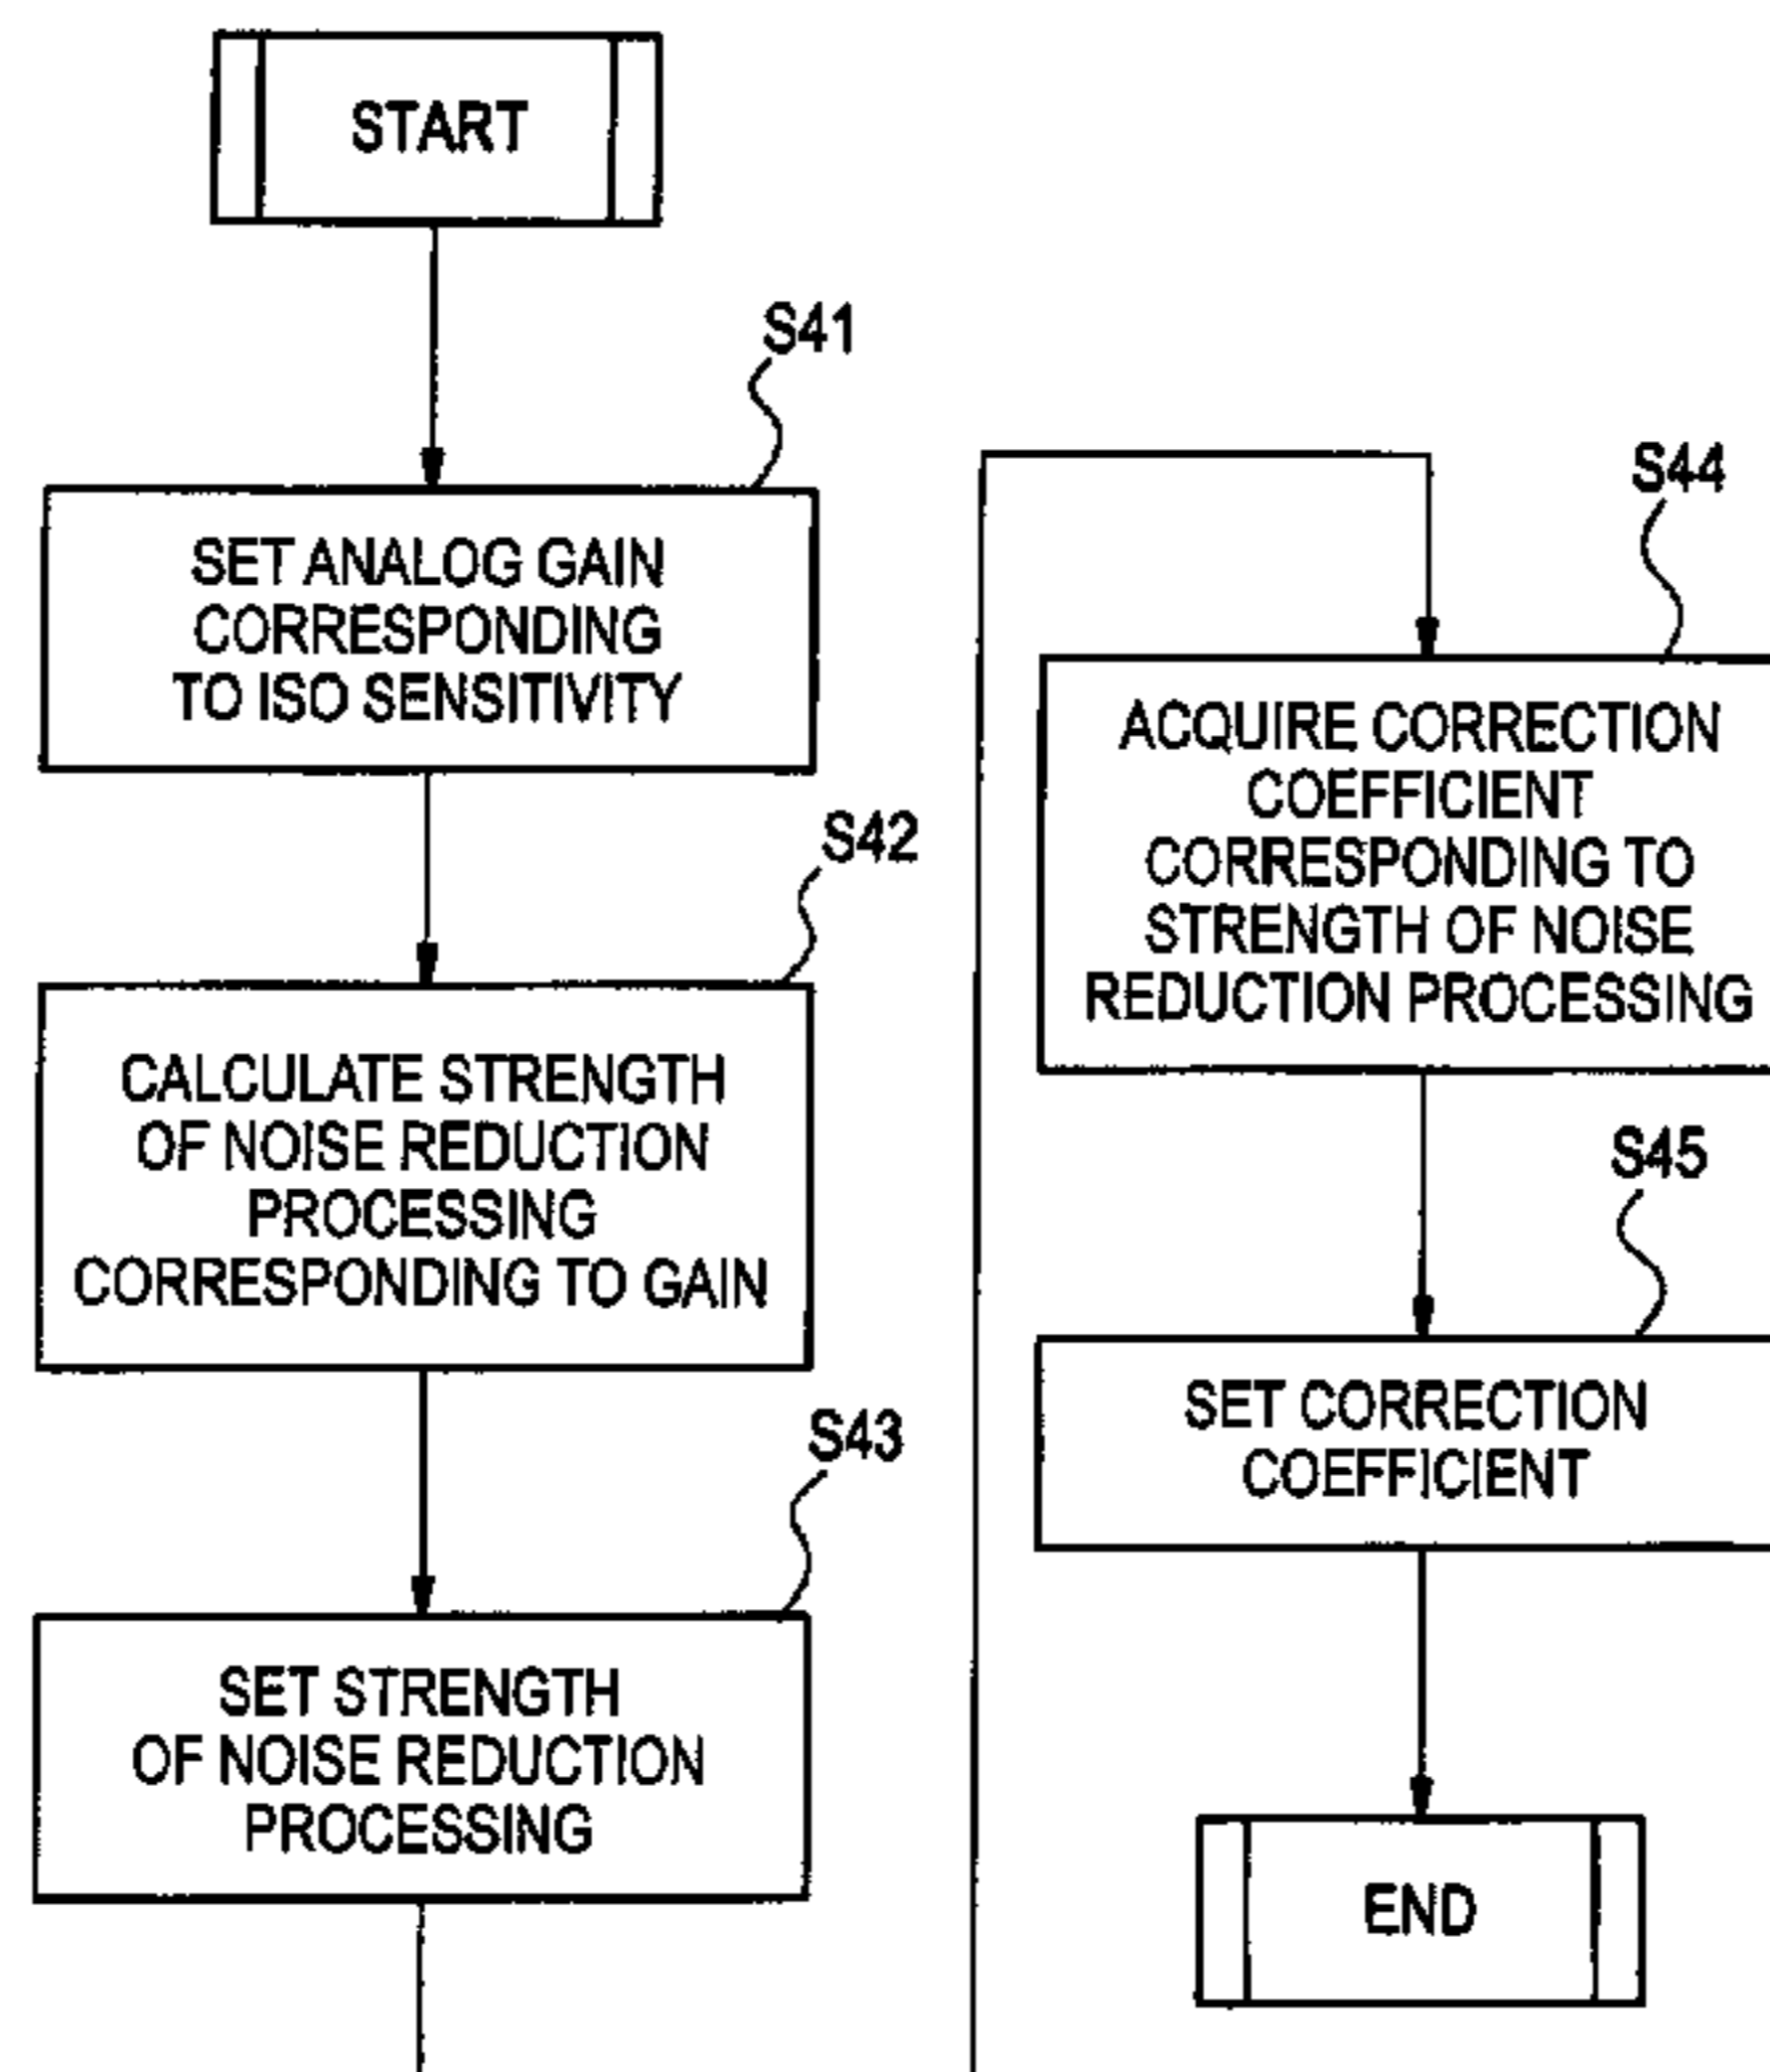 START
S41
SET ANALOG GAIN
CORRESPONDING
TO ISO SENSITIVITY
S42
CALCULATE STRENGTH
OF NOISE REDUCTION
PROCESSING
CORRESPONDING TO GAIN
S43
SET STRENGTH
OF NOISE REDUCTION
PROCESSING
S44
ACQUIRE CORRECTION
COEFFICIENT
CORRESPONDING TO
STRENGTH OF NOISE
REDUCTION PROCESSING
S45
SET CORRECTION
COEFFICIENT
END